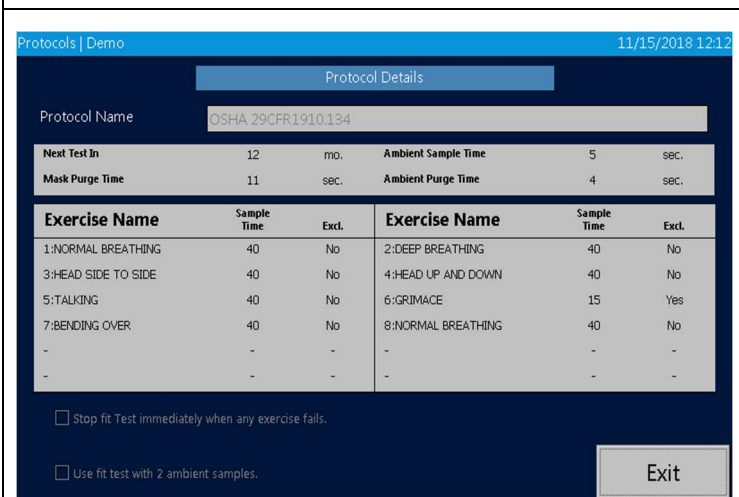 Protocols | Demo 11/15/2018 12:12
Protocol Details
Protocol Name OSHA 29CFR1910.134
Next Test In 12 mo. Ambient Sample Time 5 sec.
Mask Purge Time 11 sec. Ambient Purge Time 4 sec.
Exercise Name Sample Time Excl. Exercise Name Sample Time Excl.
1:NORMAL BREATHING 40 No 2:DEEP BREATHING 40 No
3:HEAD SIDE TO SIDE 40 No 4:HEAD UP AND DOWN 40 No
5:TALKING 40 No 6:GRIMACE 15 Yes
7:BENDING OVER 40 No 8:NORMAL BREATHING 40 No
- - - - - -
- - - - - -
Stop fit Test immediately when any exercise fails.
Use fit test with 2 ambient samples.
Exit